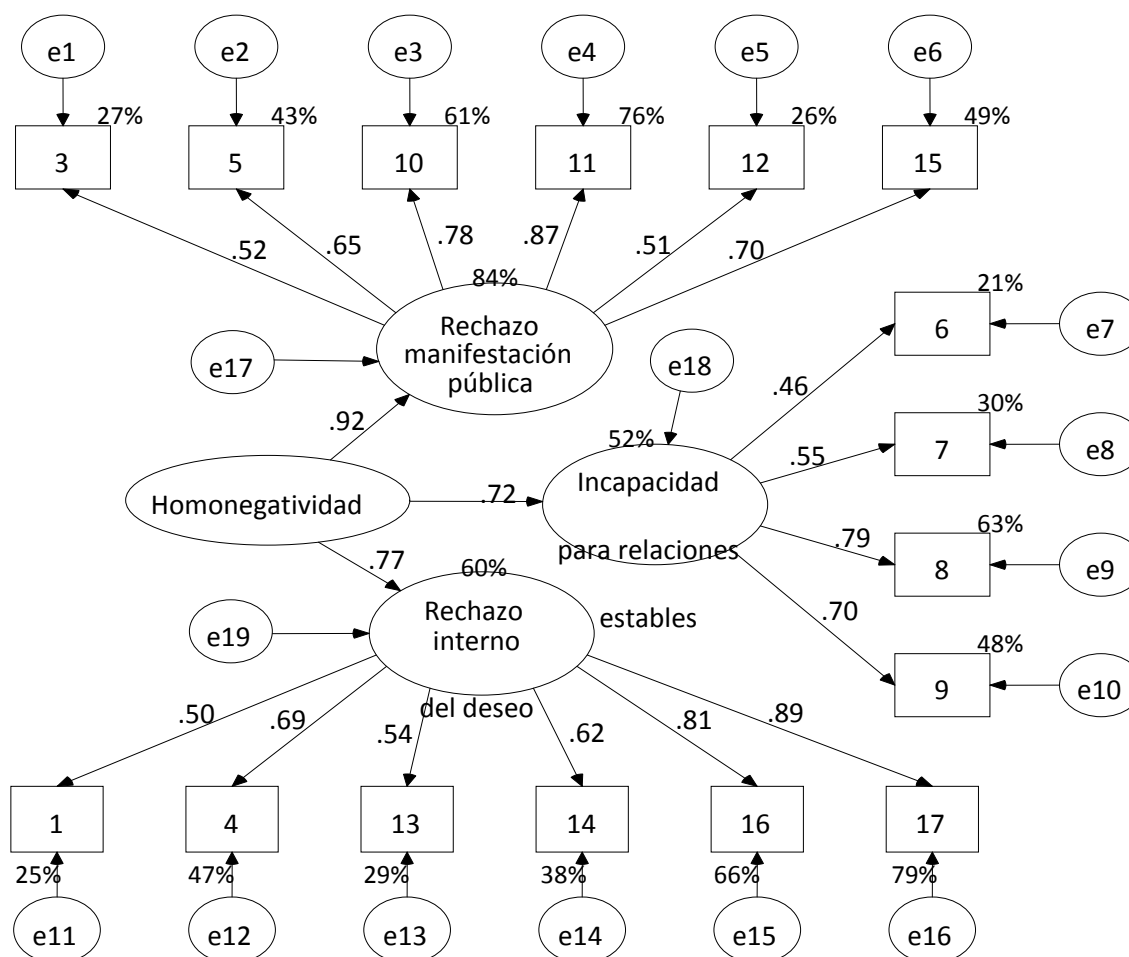 e1 e2 e3 e4 e5 e6
27% 43% 61% 76% 26% 49%
3 5 10 11 12 15
.52 .65 .78 .87 .51 .70
84%
Rechazo
manifestación
pública
e17
e18
21%
6
e7
.46
.92
30%
7
e8
.55
52%
Incapacidad
para relaciones
estables
Homonegatividad
.72
63%
8
e9
.79
.77
.70
48%
9
e10
60%
Rechazo
interno
del deseo
e19
.50 .69 .54 .62 .81 .89
1 4 13 14 16 17
25% 47% 29% 38% 66% 79%
e11 e12 e13 e14 e15 e16